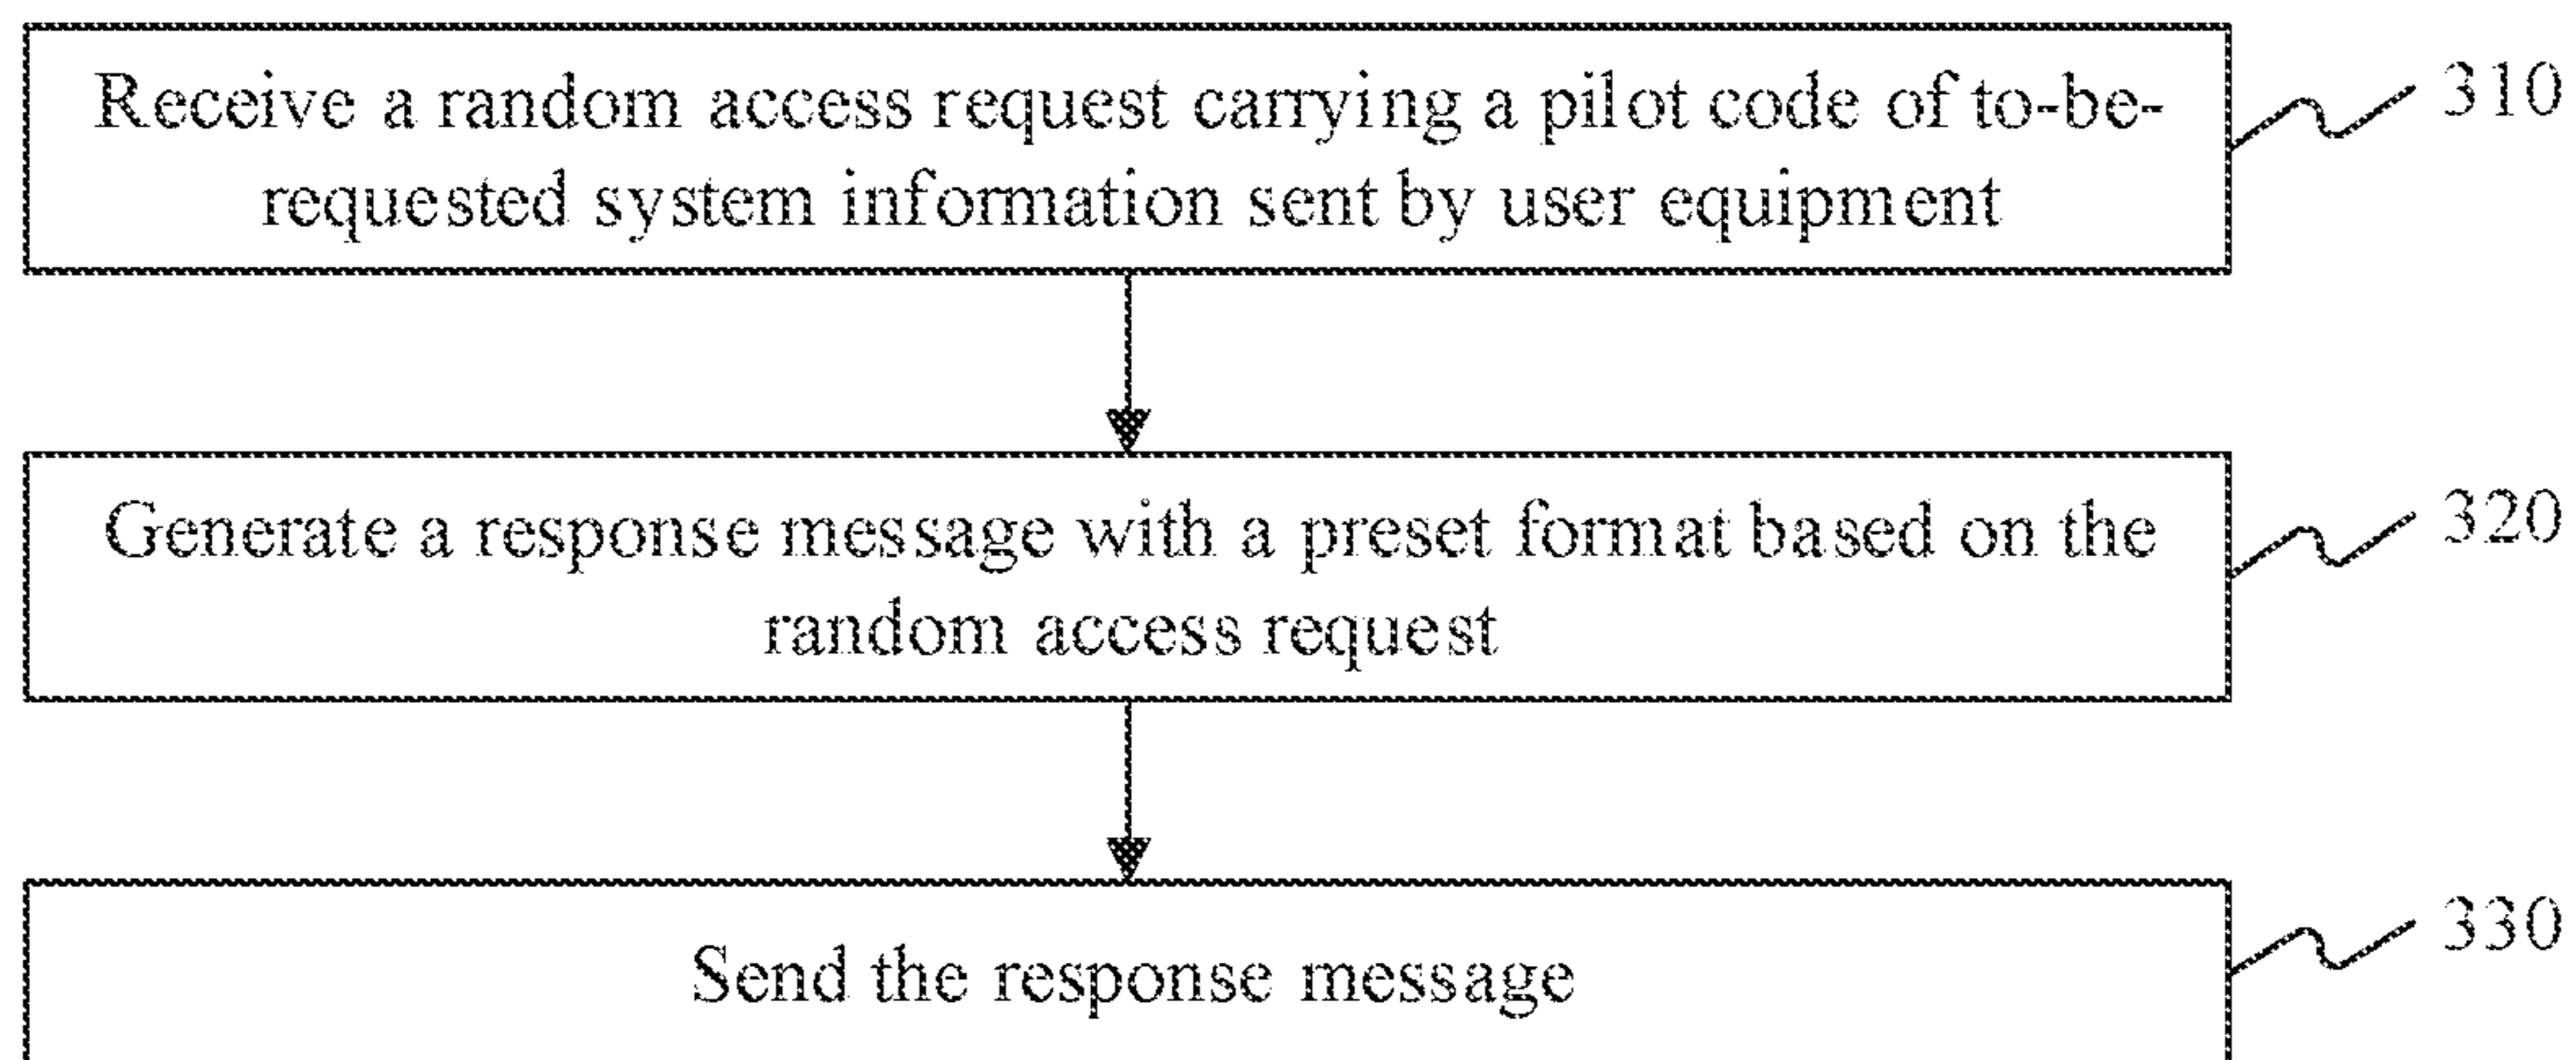 Receive a random access request carrying a pilot code of to-be-
requested system information sent by user equipment
310
Generate a response message with a preset format based on the
random access request
320
Send the response message
330